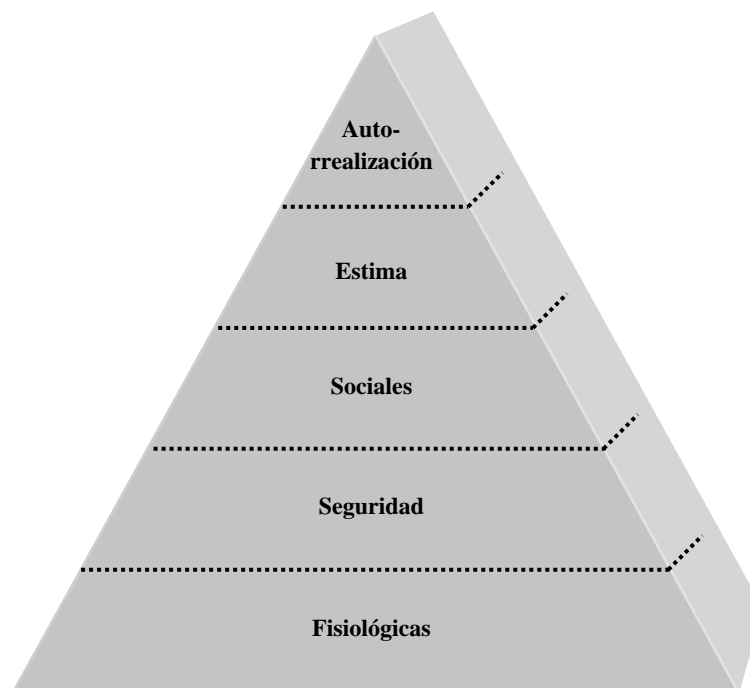 Auto-
rrealización
Estima
Sociales
Seguridad
Fisiológicas